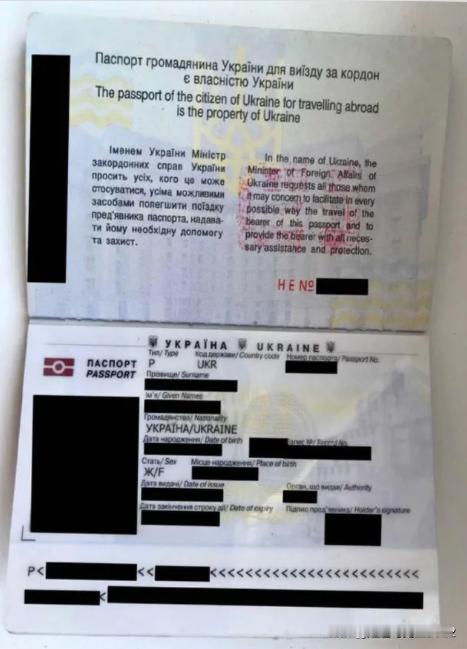 Паспорт громадянина України для виїзду за кордон
є власністю України
The passport of the citizen of Ukraine for travelling abroad
is the property of Ukraine
Іменем України Міністр
закордонних справ України
просить усіх, кого це може
стосуватися, усіма можливими
засобами полегшити поїздку
пред'явника паспорта, надава-
ти йому необхідну допомогу
та захист.
In the name of Ukraine, the
Minister of Foreign Affairs of
Ukraine requests all those whom
it may concern to facilitate in every
possible way the travel of the
bearer of this passport and to
provide the bearer with all neces-
sary assistance and protection.
НЕ №
УКРАЇНА UKRAINE
ПАСПОРТ
PASSPORT
Тип/ Type Код держави/ Country code Номер паспорта/ Passport No.
P UKR
Прізвище/ Surname
Ім'я/ Given Names
Громадянство/ Nationality
УКРАЇНА/UKRAINE
Дата народження/ Date of birth
Запис №/ Record No.
Стать/ Sex Місце народження/ Place of birth
Ж/F
Дата видачі/ Date of issue Орган, що видав/ Authority
Дата закінчення строку дії/ Date of expiry Підпис пред'явника/ Holder's signature
P< << <<<<<<<<<<<<<<<<<<<<<<<
<